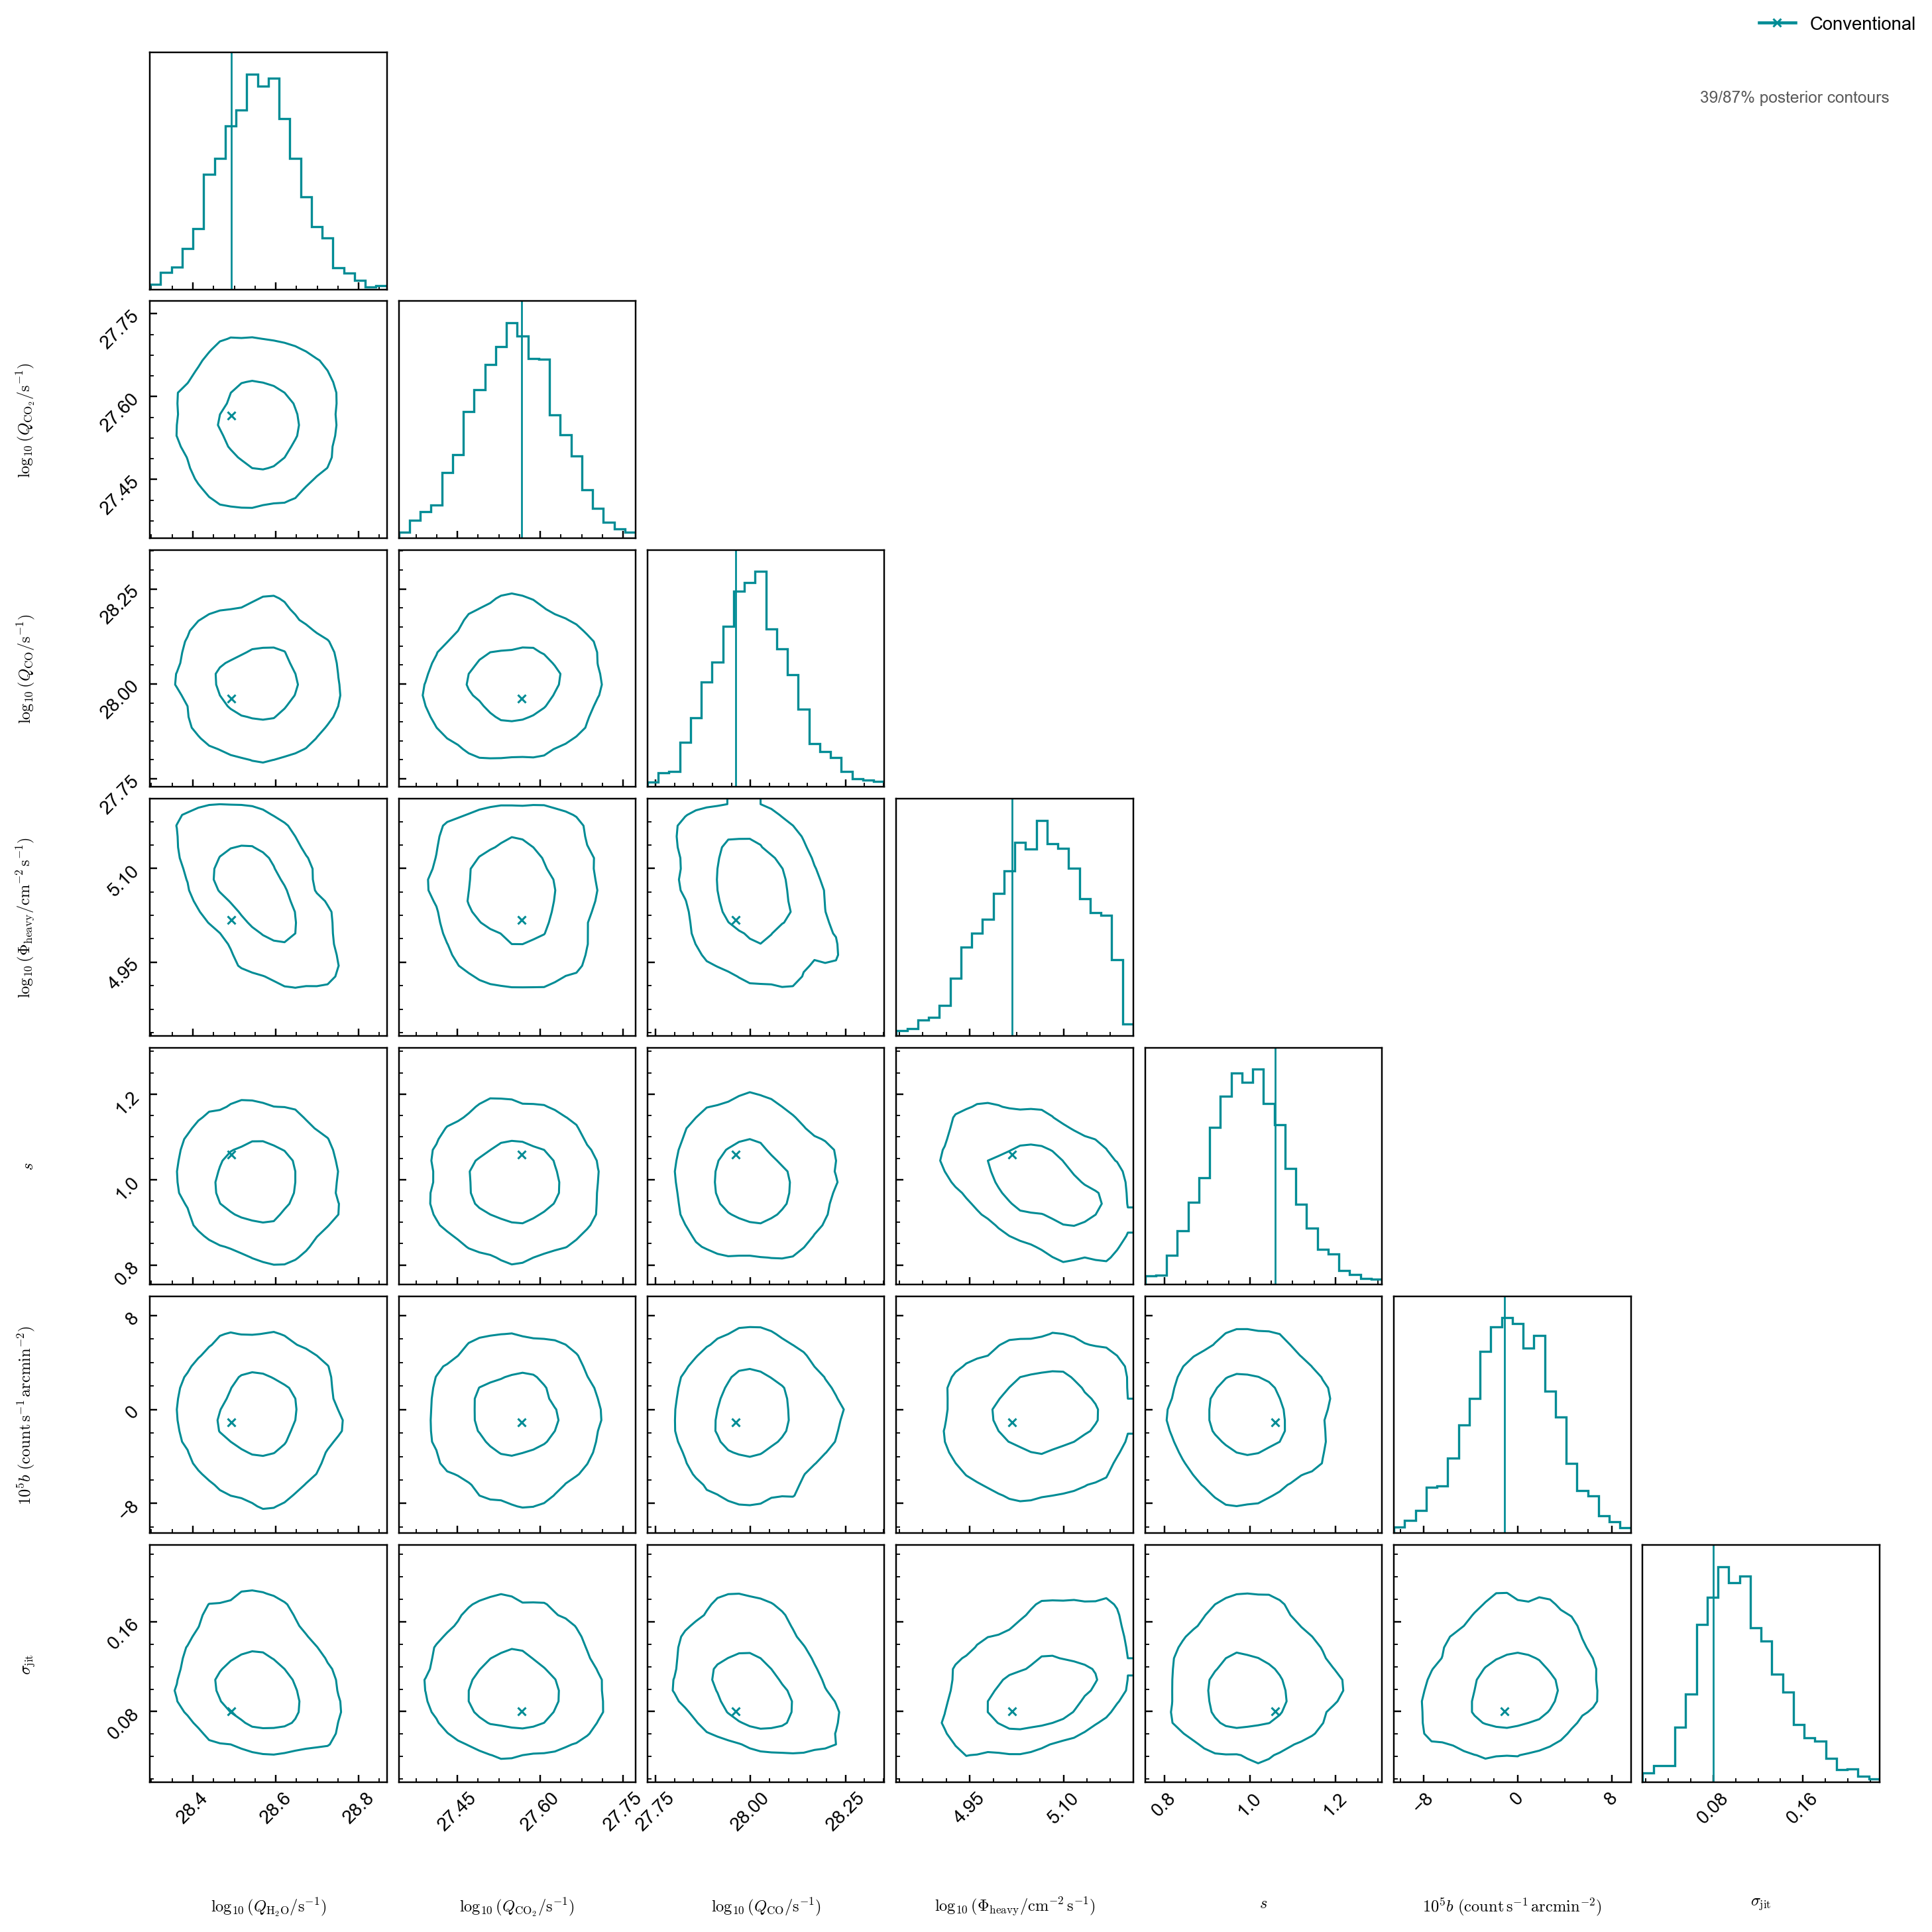 Conventional
39/87% posterior contours
27.75
27.60
27.45
log₁₀ (Q_CO₂/s⁻¹)
28.25
28.00
27.75
log₁₀ (Q_CO/s⁻¹)
5.10
4.95
log₁₀ (Φ_heavy/cm⁻² s⁻¹)
1.2
1.0
0.8
s
8
0
−8
10⁵b (count s⁻¹ arcmin⁻²)
0.16
0.08
σ_jit
28.4 28.6 28.8 27.45 27.60 27.75 27.75 28.00 28.25 4.95 5.10 0.8 1.0 1.2 −8 0 8 0.08 0.16
log₁₀ (Q_H₂O/s⁻¹) log₁₀ (Q_CO₂/s⁻¹) log₁₀ (Q_CO/s⁻¹) log₁₀ (Φ_heavy/cm⁻² s⁻¹) s 10⁵b (count s⁻¹ arcmin⁻²) σ_jit